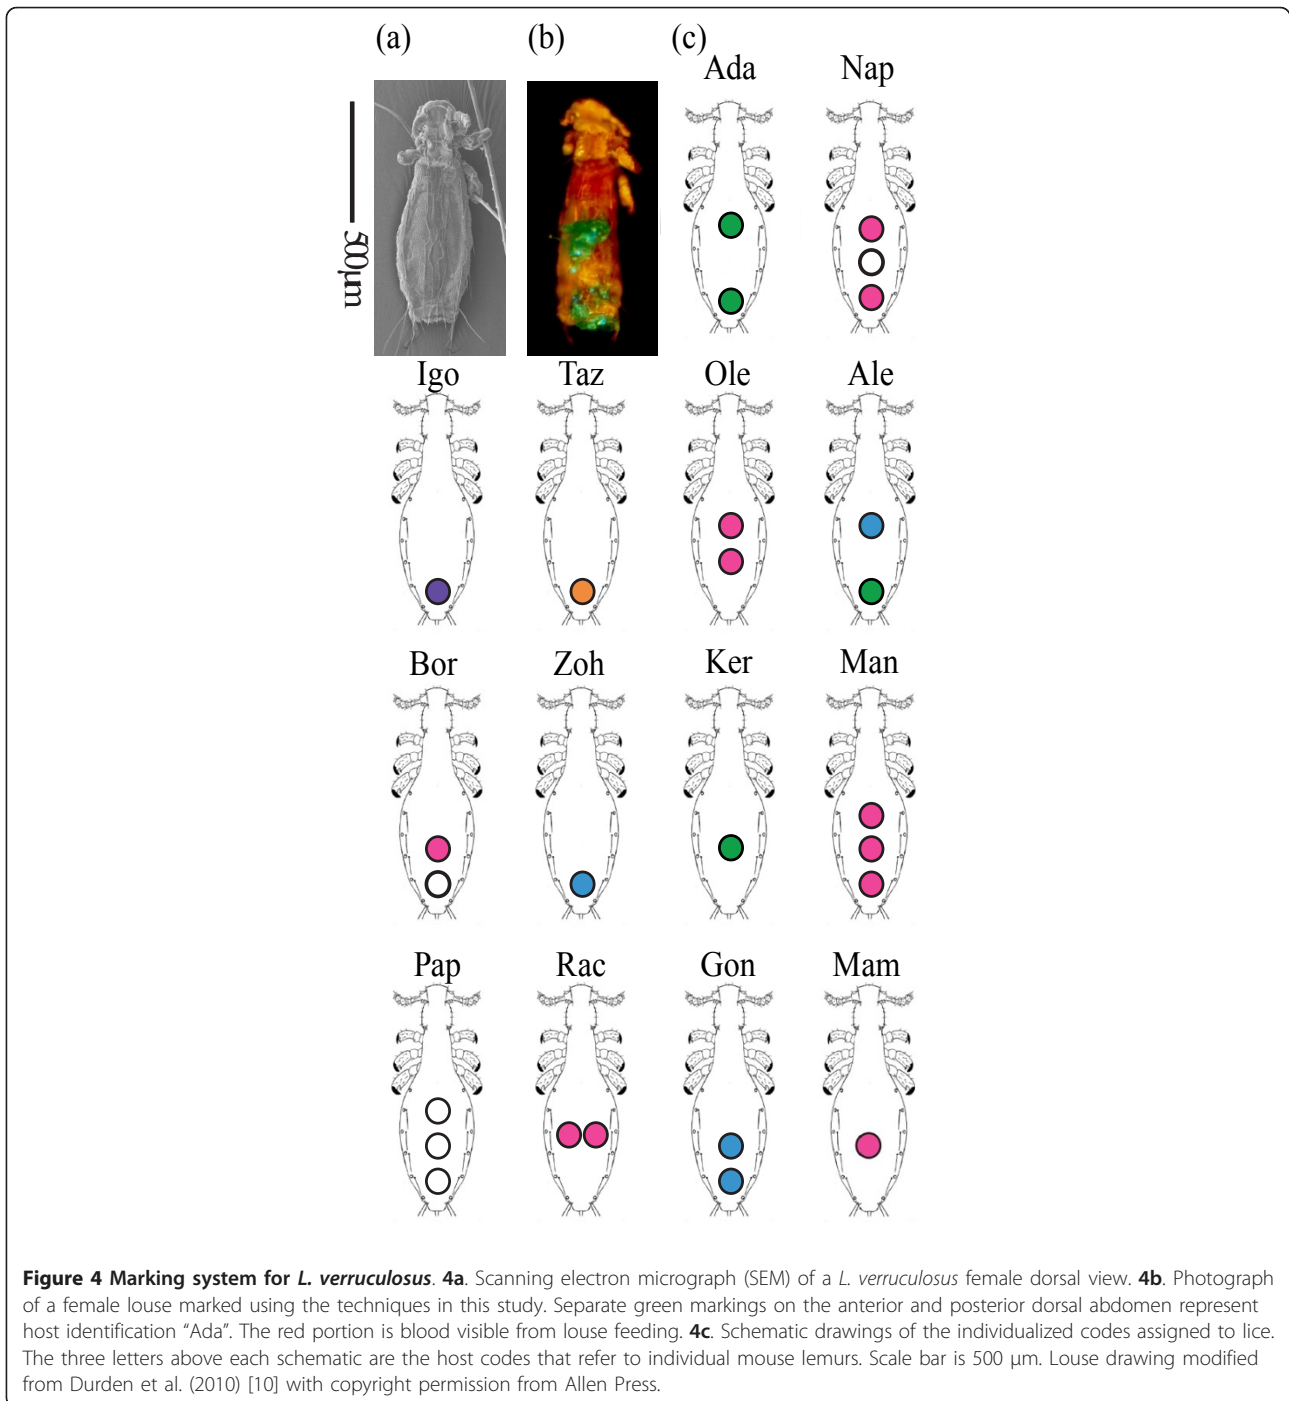 (a) (b) (c)
Ada Nap
500µm
Igo Taz Ole Ale
Bor Zoh Ker Man
Pap Rac Gon Mam
Figure 4 Marking system for L. verruculosus. 4a. Scanning electron micrograph (SEM) of a L. verruculosus female dorsal view. 4b. Photograph
of a female louse marked using the techniques in this study. Separate green markings on the anterior and posterior dorsal abdomen represent
host identification “Ada”. The red portion is blood visible from louse feeding. 4c. Schematic drawings of the individualized codes assigned to lice.
The three letters above each schematic are the host codes that refer to individual mouse lemurs. Scale bar is 500 μm. Louse drawing modified
from Durden et al. (2010) [10] with copyright permission from Allen Press.